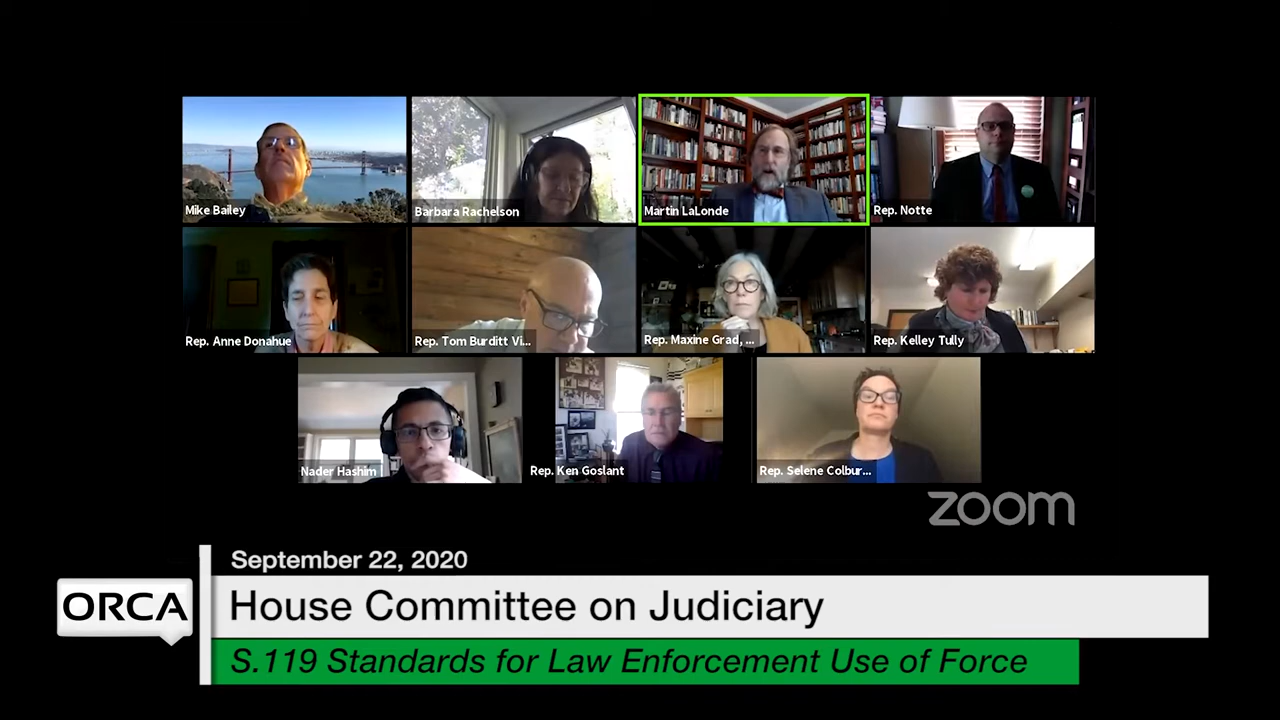 Mike Bailey
Barbara Rachelson
Martin LaLonde
Rep. Notte
Rep. Anne Donahue
Rep. Tom Burditt Vi...
Rep. Maxine Grad, ...
Rep. Kelley Tully
Nader Hashim
Rep. Ken Goslant
Rep. Selene Colbur...
zoom
September 22, 2020
ORCA
House Committee on Judiciary
S.119 Standards for Law Enforcement Use of Force